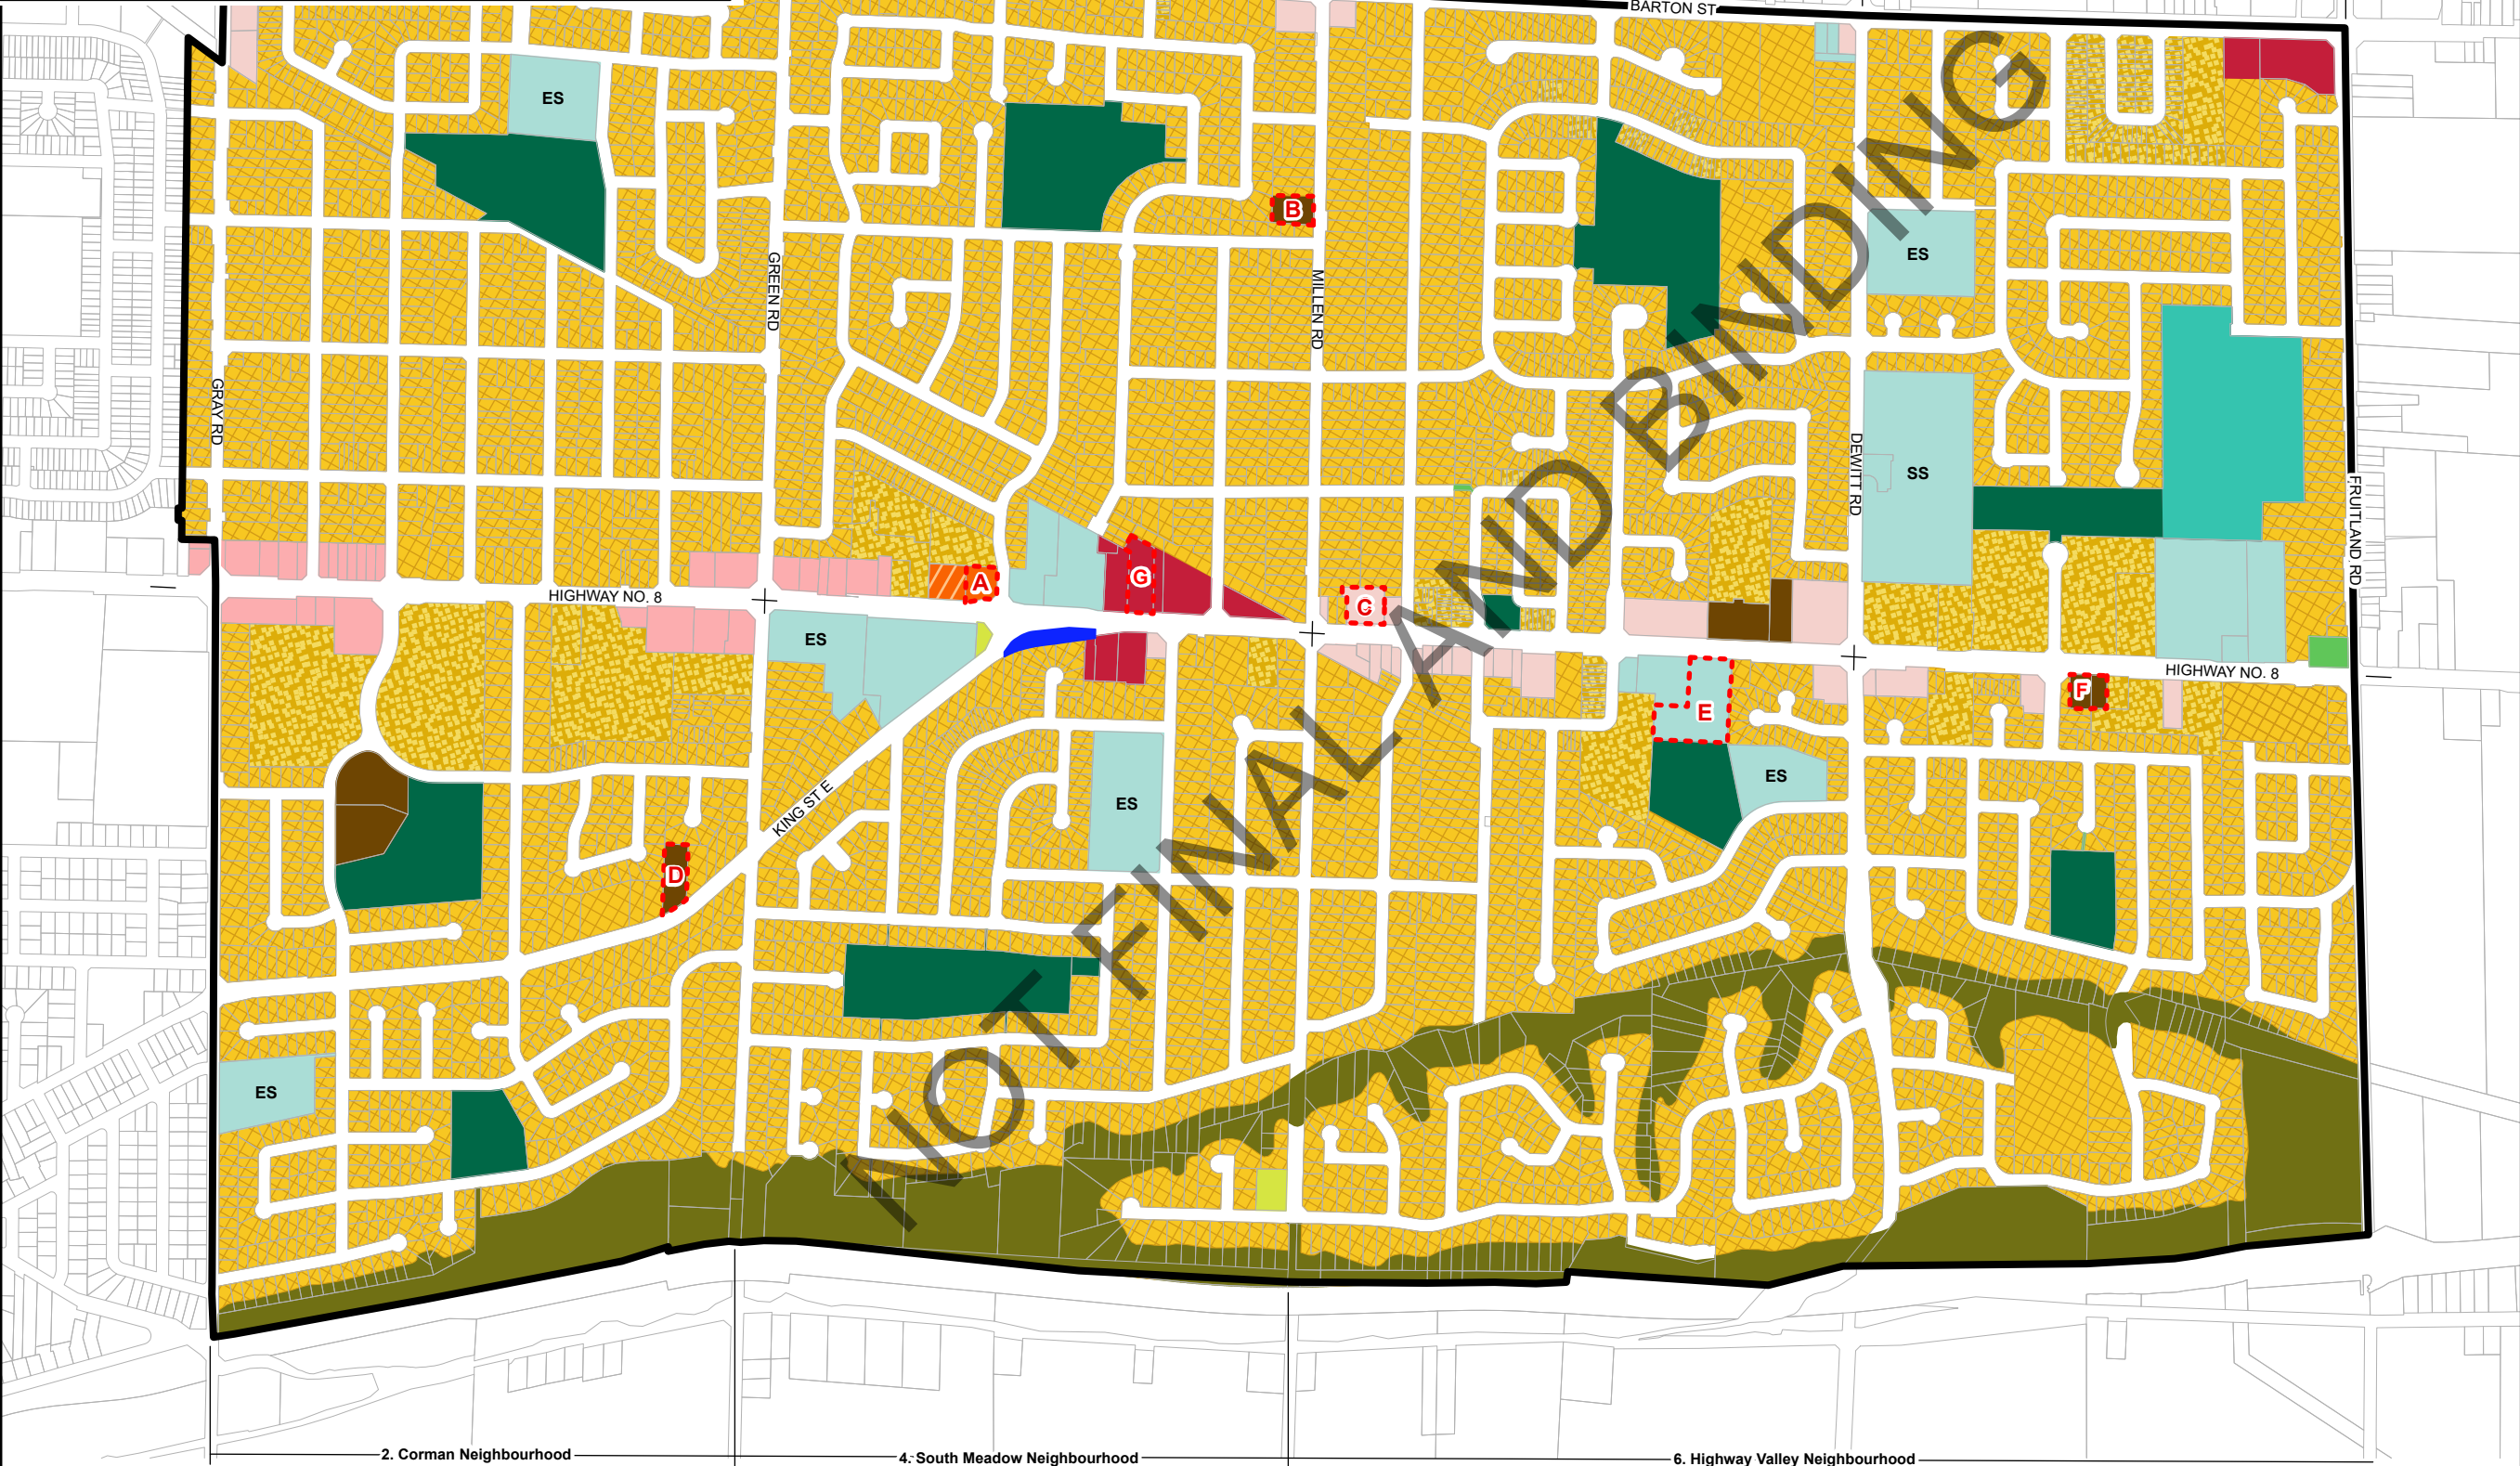 BARTON ST
ES
B
ES
GREEN RD
MILLEN RD
GRAY RD
DEWITT RD
SS
FRUITLAND RD
A
G
C
HIGHWAY NO. 8
ES
HIGHWAY NO. 8
F
E
ES
ES
KING ST E
D
ES
NOT FINAL AND BINDING
2. Corman Neighbourhood
4. South Meadow Neighbourhood
6. Highway Valley Neighbourhood